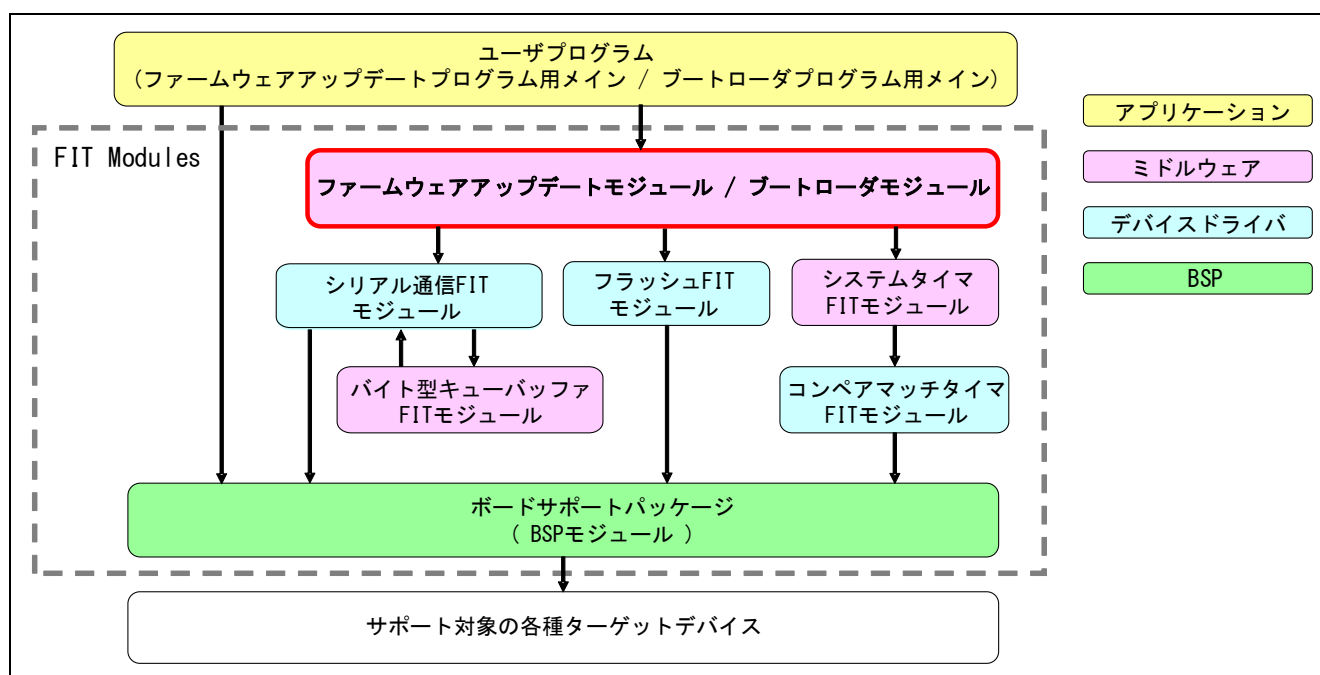 ユーザプログラム
(ファームウェアアップデートプログラム用メイン / ブートローダプログラム用メイン)
FIT Modules
ファームウェアアップデートモジュール / ブートローダモジュール
シリアル通信FIT
モジュール
フラッシュFIT
モジュール
システムタイマ
FITモジュール
バイト型キューバッファ
FITモジュール
コンペアマッチタイマ
FITモジュール
ボードサポートパッケージ
( BSPモジュール )
サポート対象の各種ターゲットデバイス
アプリケーション
ミドルウェア
デバイスドライバ
BSP